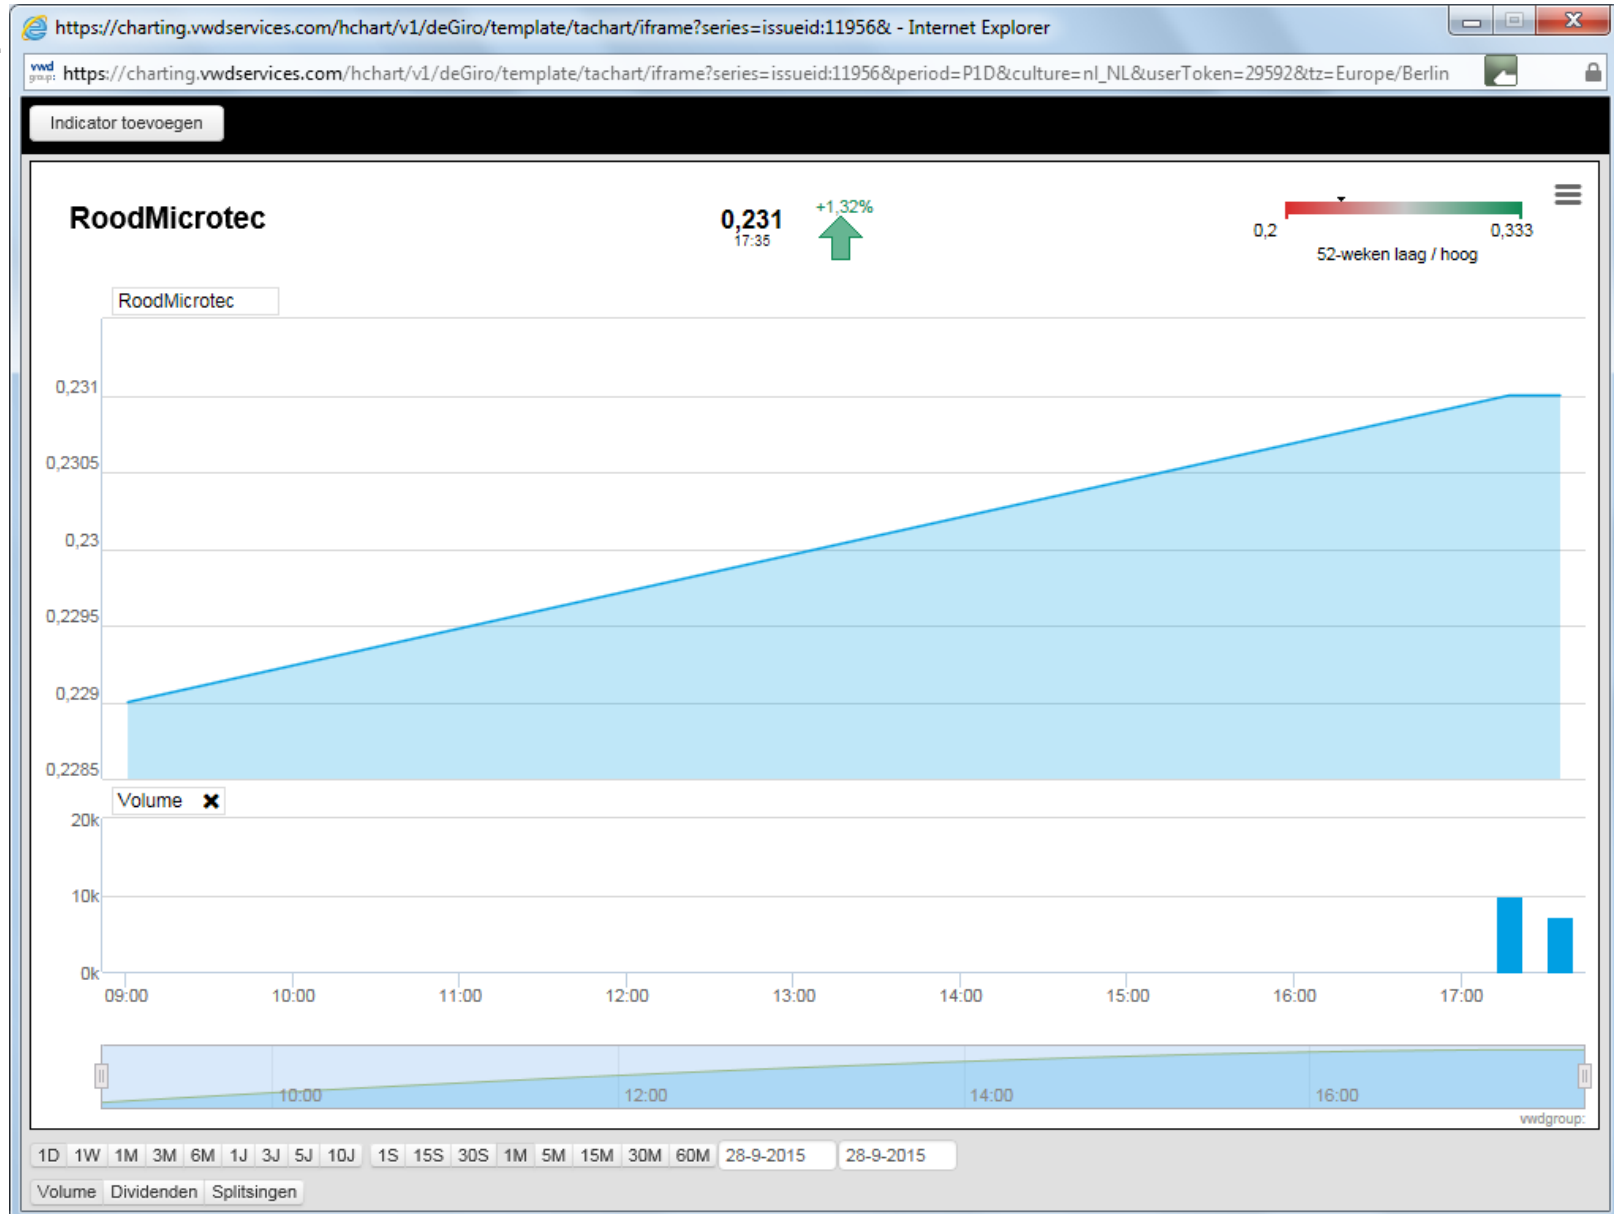 https://charting.vwdservices.com/hchart/v1/deGiro/template/tachart/iframe?series=issueid:11956& - Internet Explorer
vwd group: https://charting.vwdservices.com/hchart/v1/deGiro/template/tachart/iframe?series=issueid:11956&period=P1D&culture=nl_NL&userToken=29592&tz=Europe/Berlin
Indicator toevoegen
RoodMicrotec
0,231
17:35
+1,32%
0,2
0,333
52-weken laag / hoog
RoodMicrotec
0,231
0,2305
0,23
0,2295
0,229
0,2285
Volume
20k
10k
0k
09:00 10:00 11:00 12:00 13:00 14:00 15:00 16:00 17:00
10:00 12:00 14:00 16:00
vwdgroup:
1D 1W 1M 3M 6M 1J 3J 5J 10J 1S 15S 30S 1M 5M 15M 30M 60M 28-9-2015 28-9-2015
Volume Dividenden Splitsingen